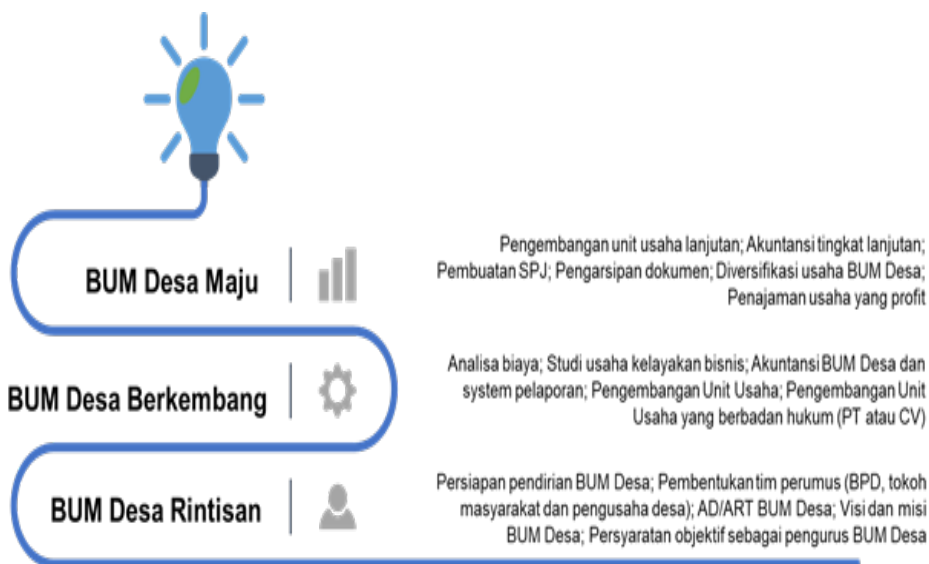 BUM Desa Maju
Pengembangan unit usaha lanjutan; Akuntansi tingkat lanjutan;
Pembuatan SPJ; Pengarsipan dokumen; Diversifikasi usaha BUM Desa;
Penajaman usaha yang profit
BUM Desa Berkembang
Analisa biaya; Studi usaha kelayakan bisnis; Akuntansi BUM Desa dan
system pelaporan; Pengembangan Unit Usaha; Pengembangan Unit
Usaha yang berbadan hukum (PT atau CV)
BUM Desa Rintisan
Persiapan pendirian BUM Desa; Pembentukan tim perumus (BPD, tokoh
masyarakat dan pengusaha desa); AD/ART BUM Desa; Visi dan misi
BUM Desa; Persyaratan objektif sebagai pengurus BUM Desa